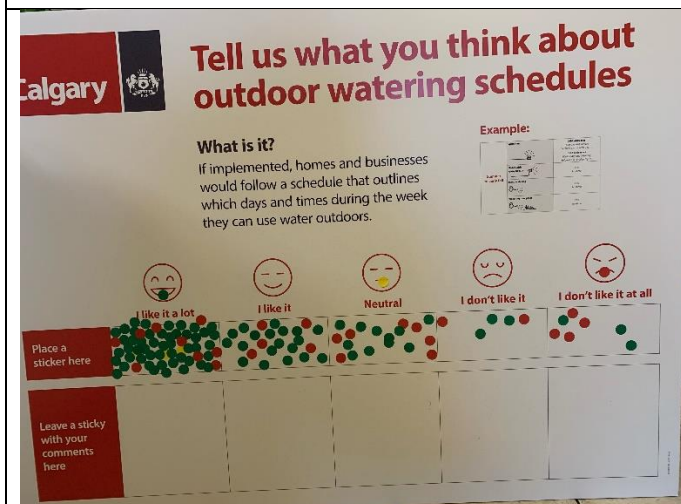 Calgary
Tell us what you think about
outdoor watering schedules
What is it?
If implemented, homes and businesses
would follow a schedule that outlines
which days and times during the week
they can use water outdoors.
Example:
I like it a lot
I like it
Neutral
I don't like it
I don't like it at all
Place a
sticker here
Leave a sticky
with your
comments
here